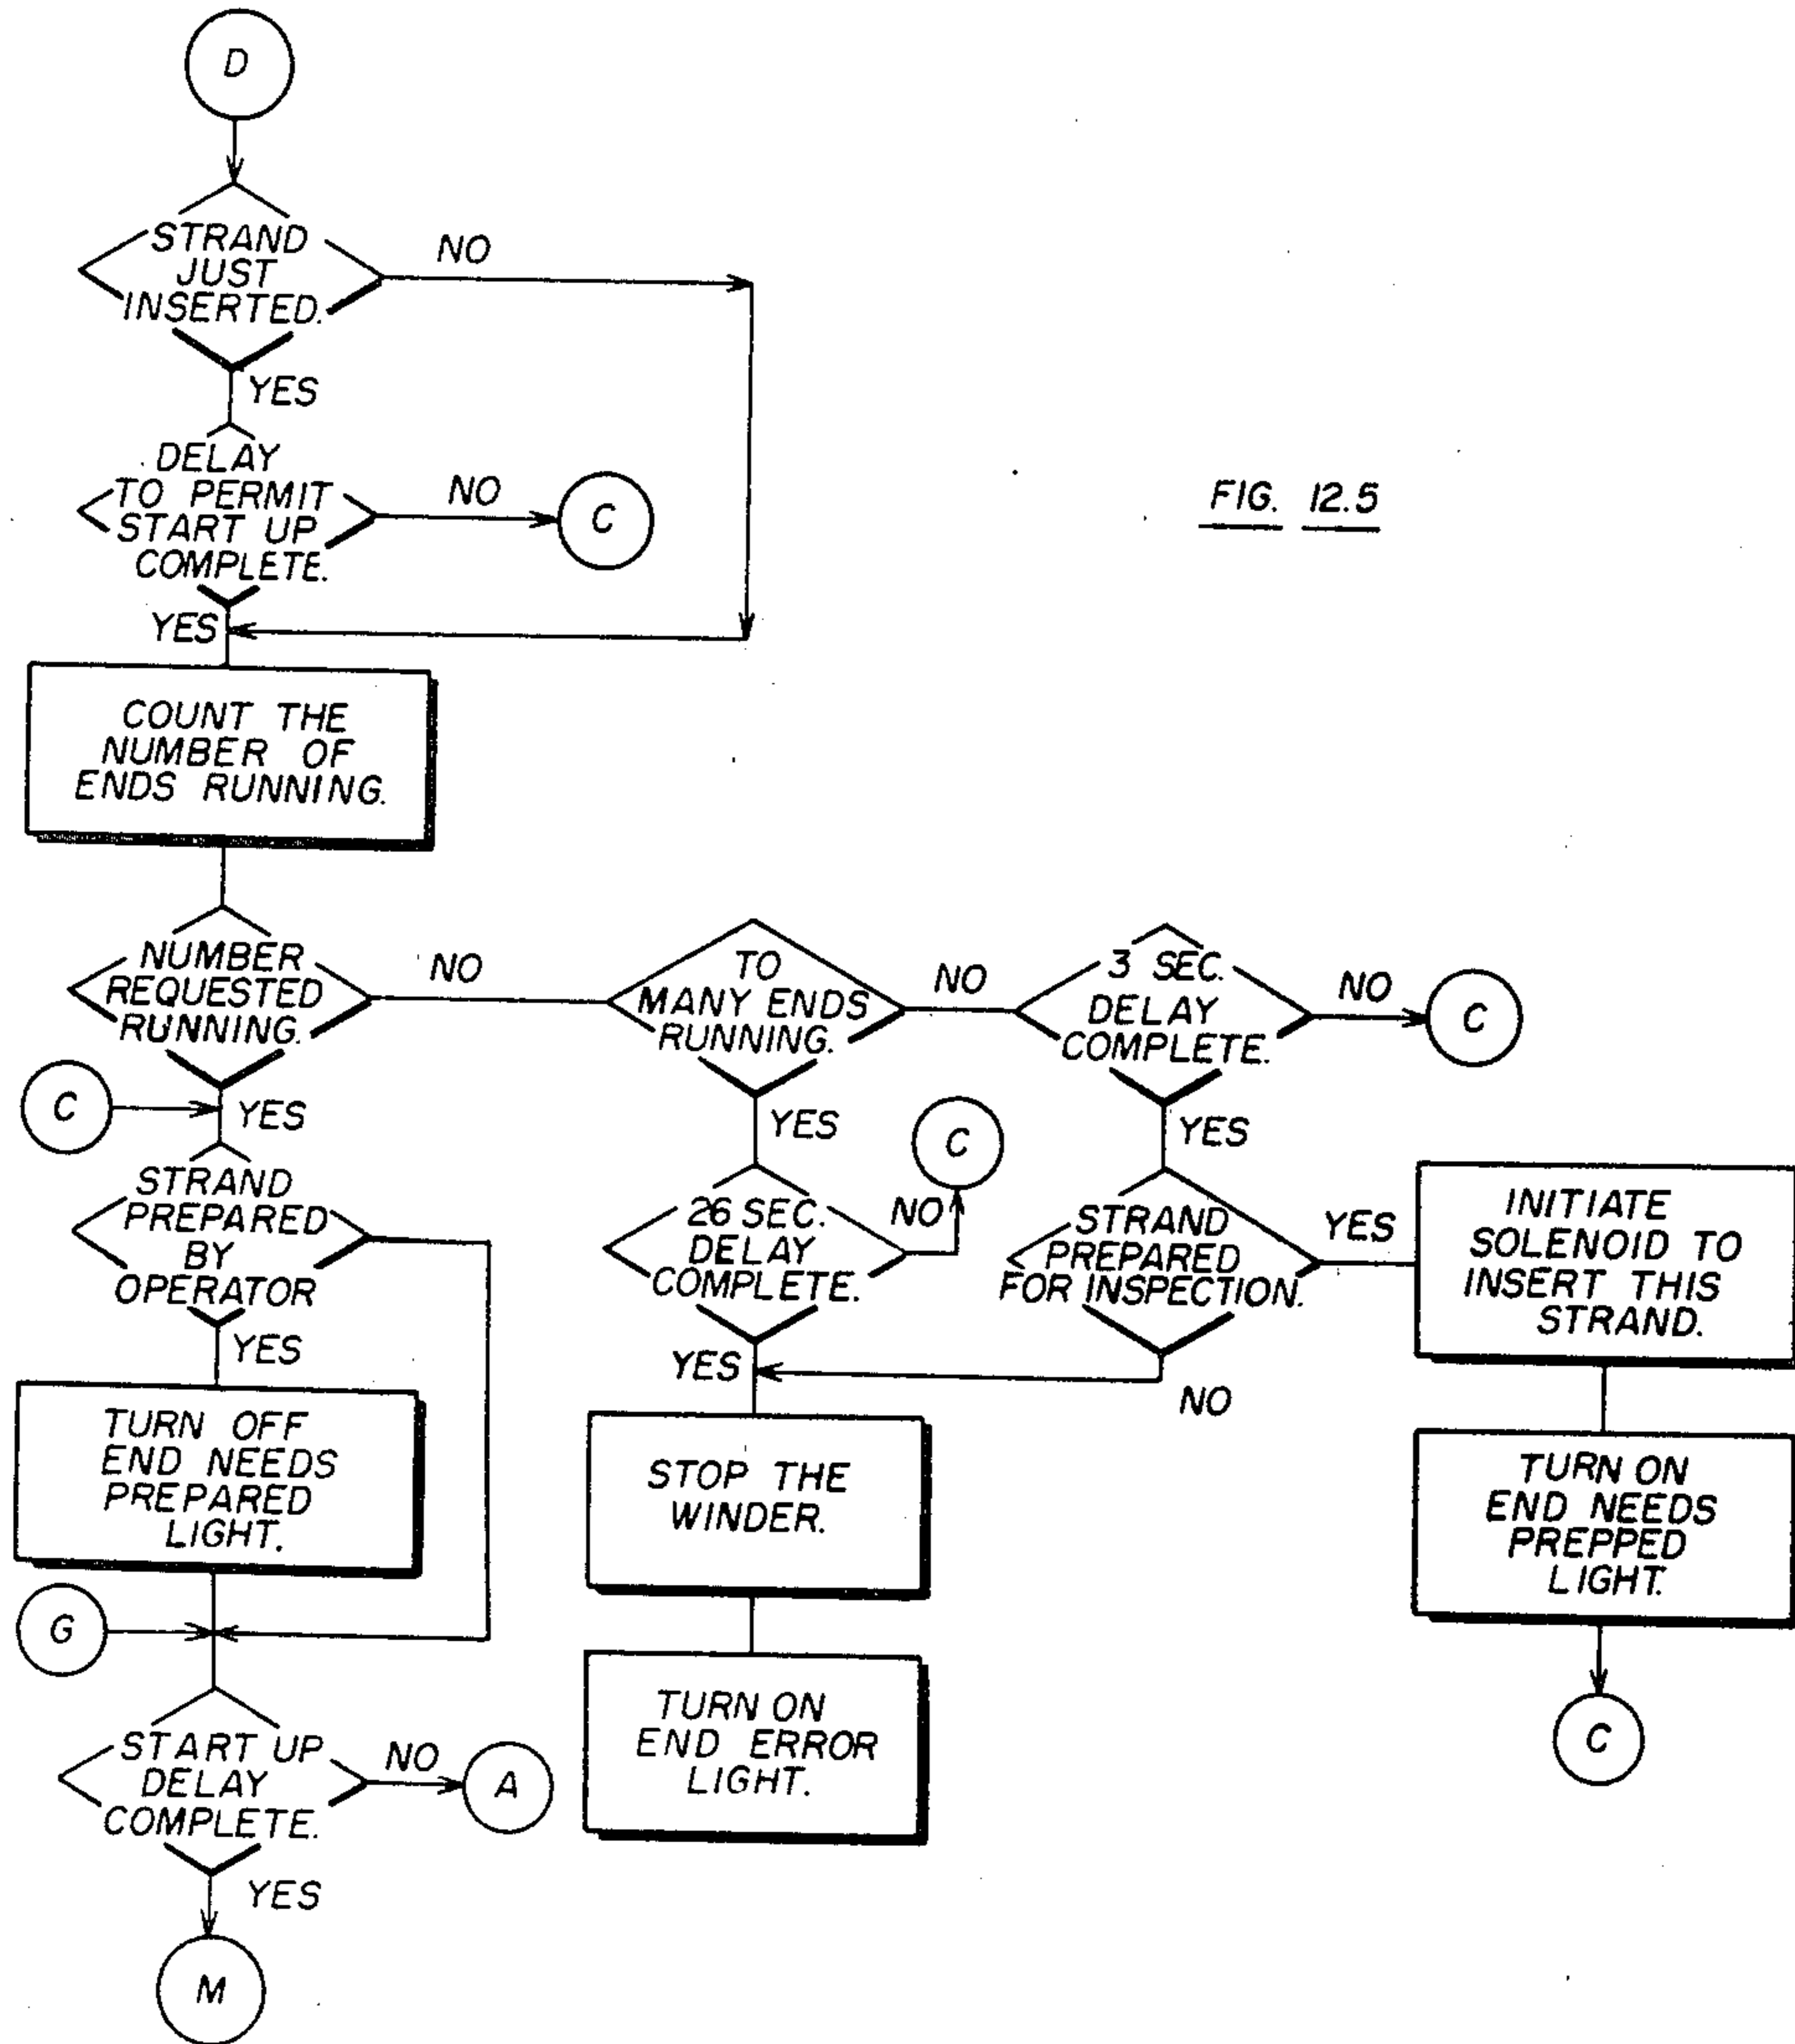 D
STRAND
JUST
INSERTED.
NO
YES
DELAY
TO PERMIT
START UP
COMPLETE.
NO
C
YES
FIG. 12.5
COUNT THE
NUMBER OF
ENDS RUNNING.
NUMBER
REQUESTED
RUNNING.
NO
TO
MANY ENDS
RUNNING.
NO
3 SEC.
DELAY
COMPLETE.
NO
C
C
YES
YES
C
YES
STRAND
PREPARED
BY
OPERATOR
YES
26 SEC.
DELAY
COMPLETE.
NO
YES
STRAND
PREPARED
FOR INSPECTION.
YES
NO
INITIATE
SOLENOID TO
INSERT THIS
STRAND.
TURN OFF
END NEEDS
PREPARED
LIGHT.
STOP THE
WINDER.
TURN ON
END NEEDS
PREPPED
LIGHT.
G
C
START UP
DELAY
COMPLETE.
NO
A
TURN ON
END ERROR
LIGHT.
YES
M